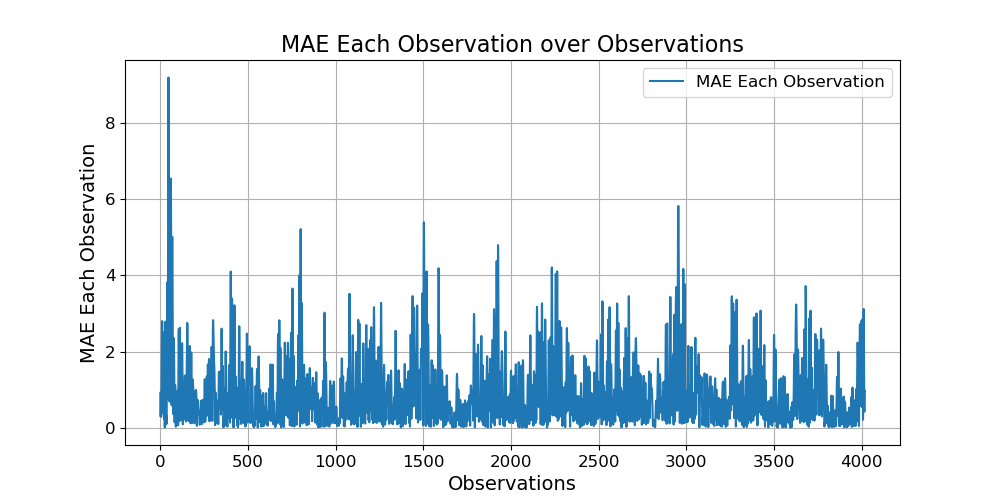 MAE Each Observation over Observations
MAE Each Observation
MAE Each Observation
8
6
4
2
0
0 500 1000 1500 2000 2500 3000 3500 4000
Observations